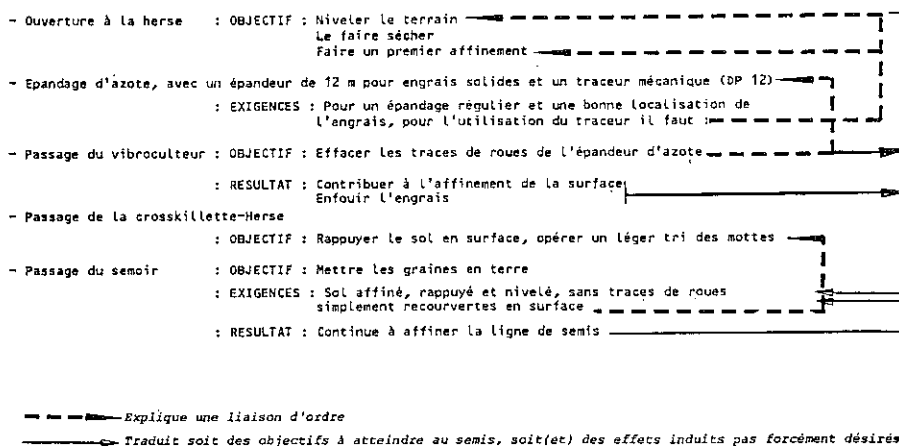 - Ouverture à la herse : OBJECTIF : Niveler le terrain
Le faire sécher
Faire un premier affinement
- Epandage d'azote, avec un épandeur de 12 m pour engrais solides et un traceur mécanique (DP 12)
: EXIGENCES : Pour un épandage régulier et une bonne localisation de
l'engrais, pour l'utilisation du traceur il faut :
- Passage du vibroculteur : OBJECTIF : Effacer les traces de roues de l'épandeur d'azote
: RESULTAT : Contribuer à l'affinement de la surface
Enfouir l'engrais
- Passage de la crosskillette-Herse
: OBJECTIF : Rappuyer le sol en surface, opérer un léger tri des mottes
- Passage du semoir : OBJECTIF : Mettre les graines en terre
: EXIGENCES : Sol affiné, rappuyé et nivelé, sans traces de roues
simplement recourvertes en surface
: RESULTAT : Continue à affiner la ligne de semis
Explique une liaison d'ordre
Traduit soit des objectifs à atteindre au semis, soit(et) des effets induits pas forcément désirés